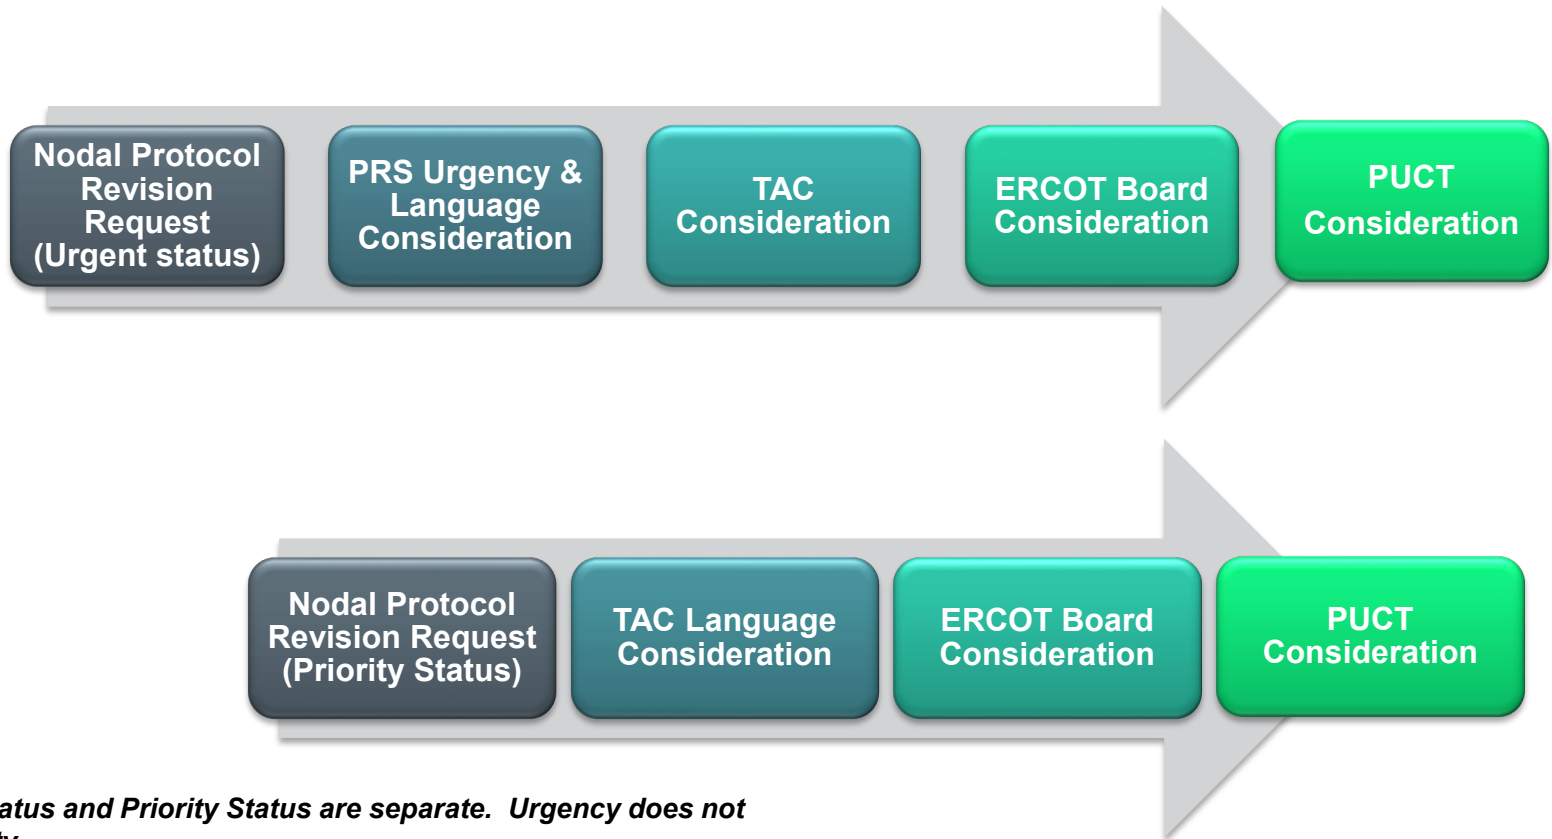 Nodal Protocol
Revision
Request
(Urgent status)
PRS Urgency &
Language
Consideration
TAC
Consideration
ERCOT Board
Consideration
PUCT
Consideration
Nodal Protocol
Revision Request
(Priority Status)
TAC Language
Consideration
ERCOT Board
Consideration
PUCT
Consideration
atus and Priority Status are separate.  Urgency does not